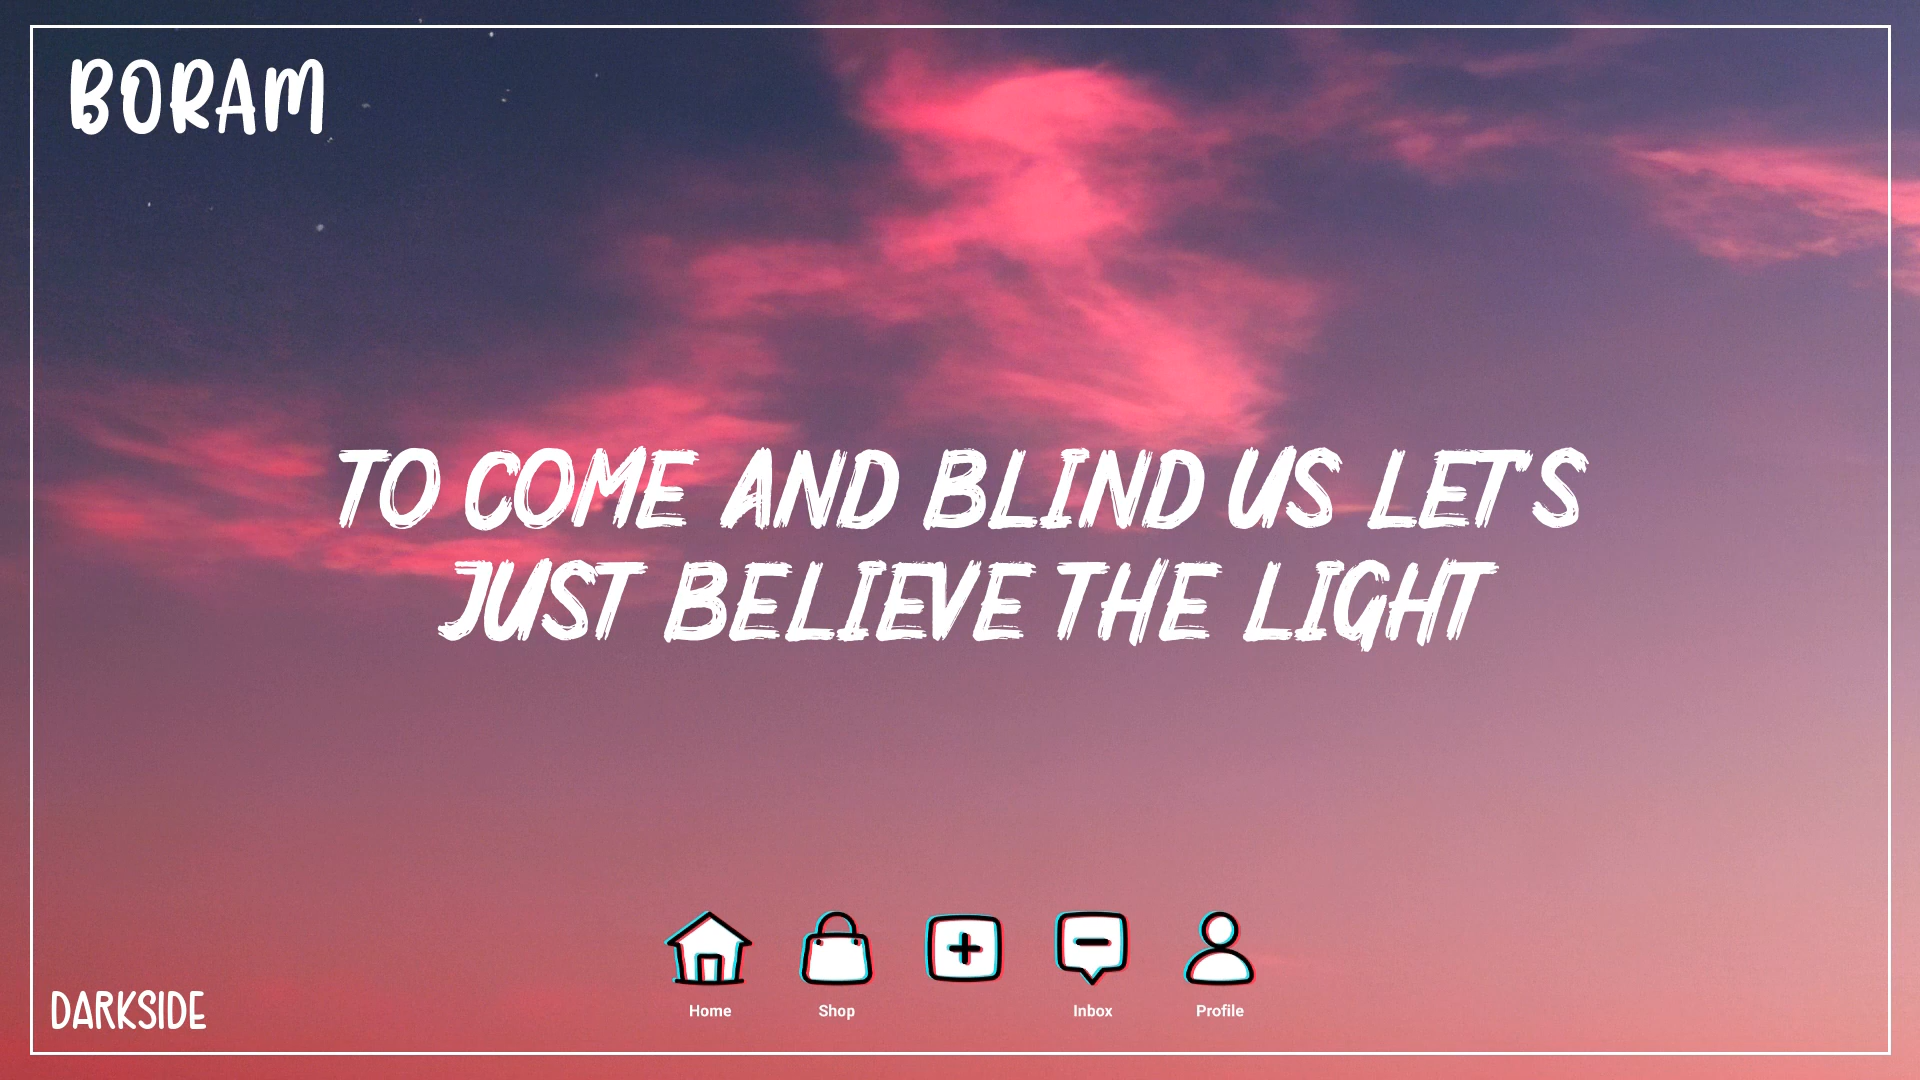 BORAM
TO COME AND BLIND US LET'S
JUST BELIEVE THE LIGHT
Home
Shop
Inbox
Profile
DARKSIDE